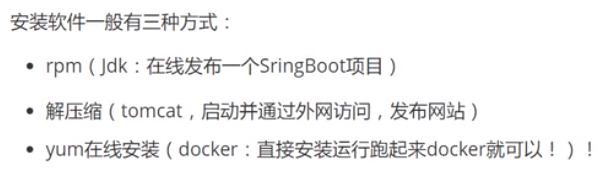 安装软件一般有三种方式：
• rpm（Jdk：在线发布一个SringBoot项目）
• 解压缩（tomcat，启动并通过外网访问，发布网站）
• yum在线安装（docker：直接安装运行跑起来docker就可以！）！